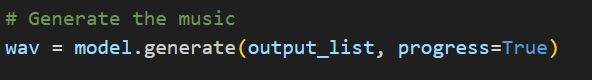 # Generate the music
wav = model.generate(output_list, progress=True)